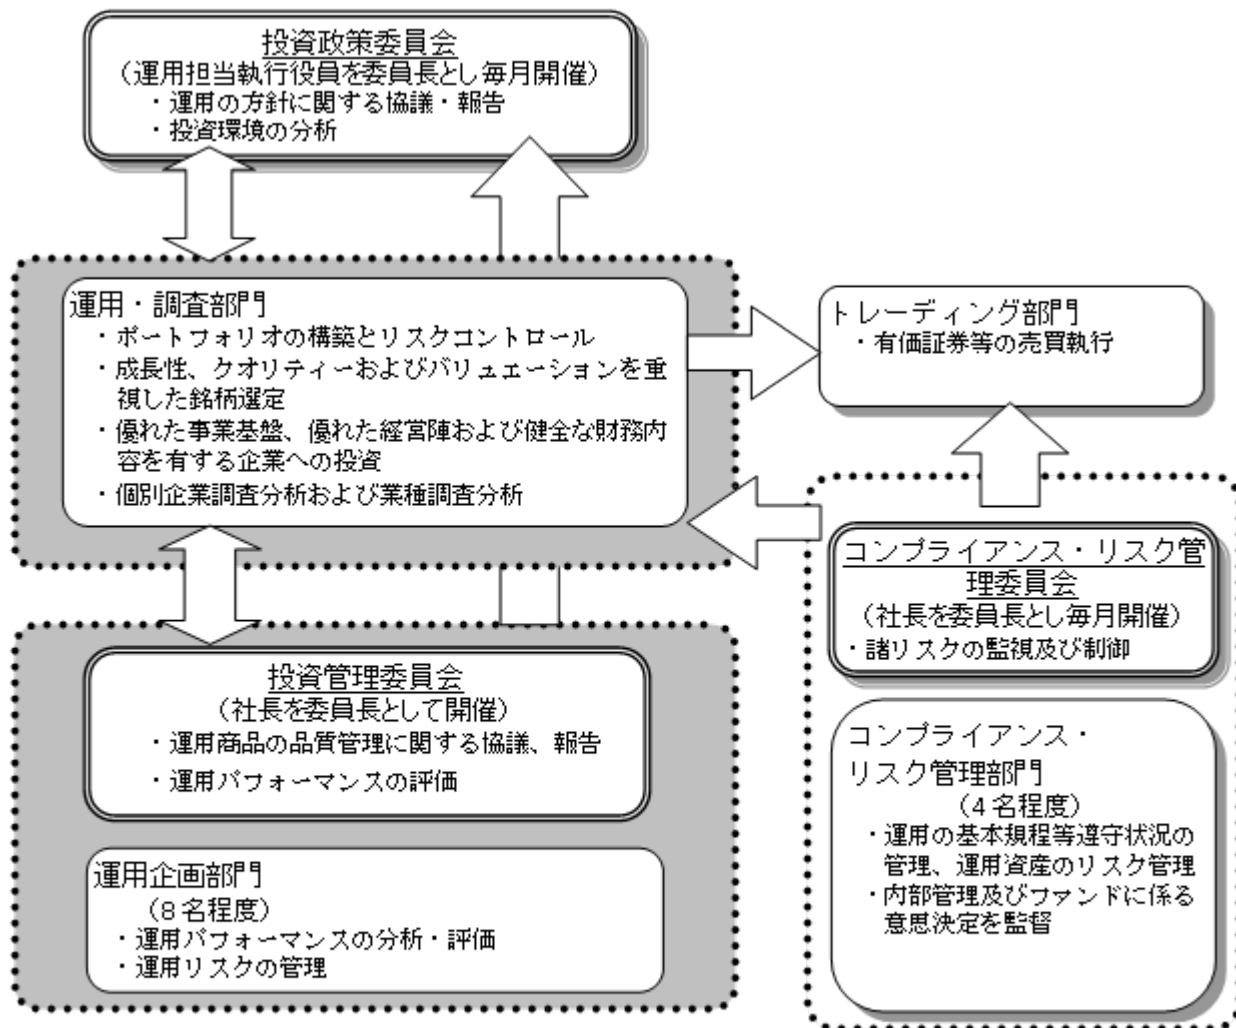 投資政策委員会
（運用担当執行役員を委員長とし毎月開催）
・運用の方針に関する協議・報告
・投資環境の分析
運用・調査部門
・ポートフォリオの構築とリスクコントロール
・成長性、クオリティーおよびバリュエーションを重
視した銘柄選定
・優れた事業基盤、優れた経営陣および健全な財務内
容を有する企業への投資
・個別企業調査分析および業種調査分析
トレーディング部門
・有価証券等の売買執行
コンプライアンス・リスク管
理委員会
（社長を委員長とし毎月開催）
・諸リスクの監視及び制御
コンプライアンス・
リスク管理部門
（４名程度）
・運用の基本規程等遵守状況の
管理、運用資産のリスク管理
・内部管理及びファンドに係る
意思決定を監督
投資管理委員会
（社長を委員長として開催）
・運用商品の品質管理に関する協議、報告
・運用パフォーマンスの評価
運用企画部門
（８名程度）
・運用パフォーマンスの分析・評価
・運用リスクの管理